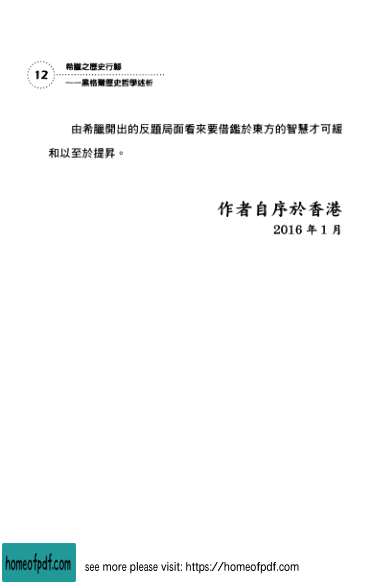 12
希臘之歷史行腳
——黑格爾歷史哲學述析
由希臘開出的反題局面看來要借鑑於東方的智慧才可緩
和以至於提昇。
作者自序於香港
2016 年 1 月
homeofpdf.com
see more please visit: https://homeofpdf.com